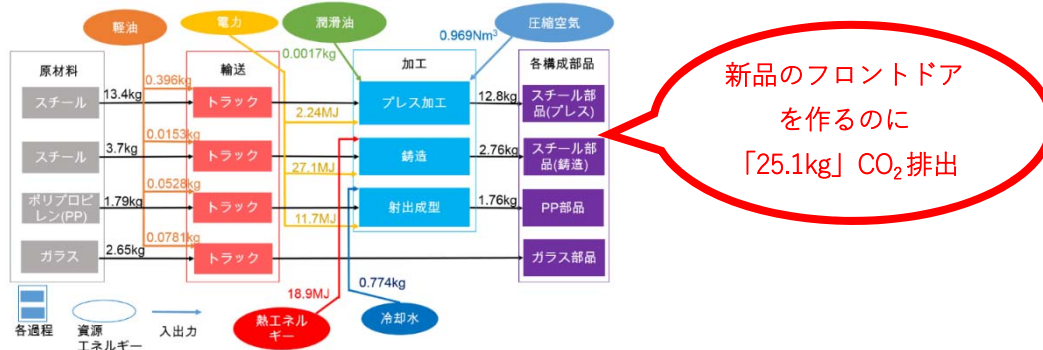 軽油
電力
潤滑油
圧縮空気
0.0017kg
0.969Nm³
原材料
輸送
加工
各構成部品
スチール
13.4kg
0.396kg
トラック
2.24MJ
プレス加工
12.8kg
スチール部
品(プレス)
スチール
3.7kg
0.0153kg
トラック
27.1MJ
鋳造
2.76kg
スチール部
品(鋳造)
ポリプロピ
レン(PP)
1.79kg
0.0528kg
トラック
11.7MJ
射出成型
1.76kg
PP部品
ガラス
2.65kg
0.0781kg
トラック
ガラス部品
18.9MJ
0.774kg
熱エネル
ギー
冷却水
各過程
資源
エネルギー
入出力
新品のフロントドア
を作るのに
「25.1kg」CO₂排出